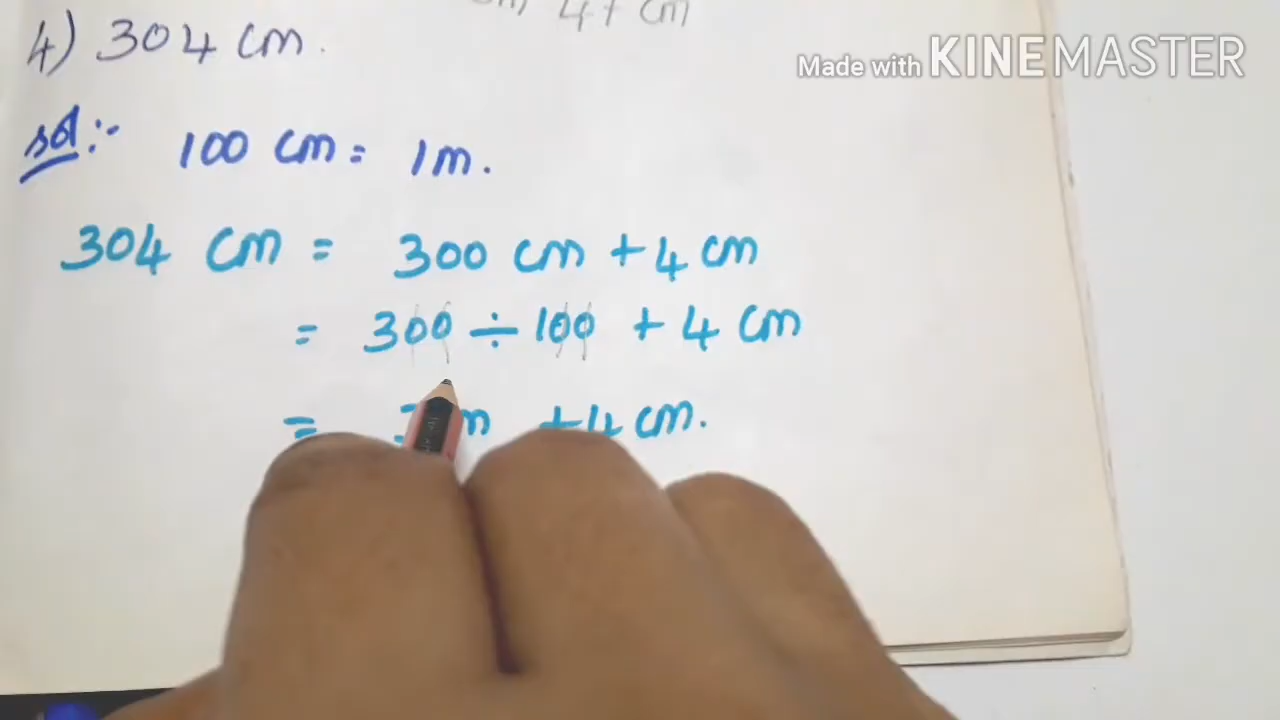 4) 304 cm.
Made with KINEMASTER
sol:-  100 cm = 1m.
304 cm = 300 cm + 4 cm
= 300 ÷ 100 + 4 cm
= m + 4 cm.